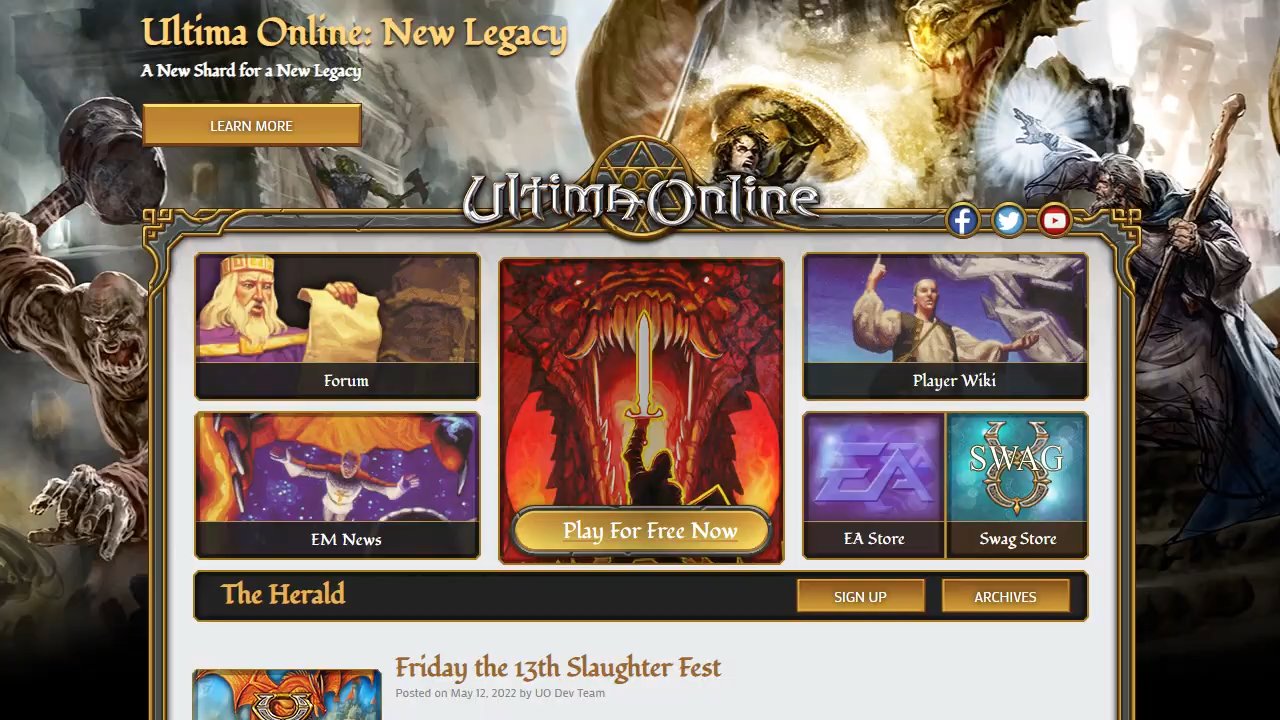 Ultima Online: New Legacy
A New Shard for a New Legacy
LEARN MORE
Ultima Online
Forum
Player Wiki
EM News
Play For Free Now
EA
SWAG
EA Store
Swag Store
The Herald
SIGN UP
ARCHIVES
Friday the 13th Slaughter Fest
Posted on May 12, 2022 by UO Dev Team